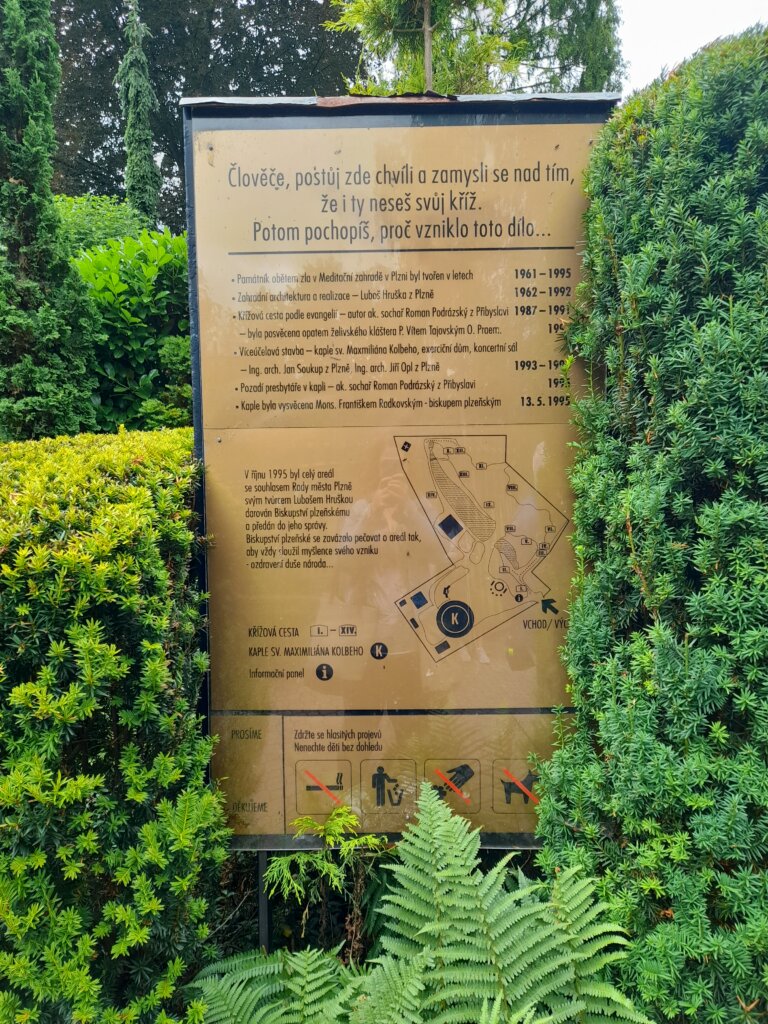 Člověče, postůj zde chvíli a zamysli se nad tím,
že i ty neseš svůj kříž.
Potom pochopíš, proč vzniklo toto dílo...
• Památník obětem zla v Meditační zahradě v Plzni byl tvořen v letech 1961 – 1995
• Zahradní architektura a realizace – Luboš Hruška z Plzně 1962 – 1992
• Křížová cesta podle evangelií – autor ak. sochař Roman Podrázský z Přibyslavi 1987 – 1991
– byla posvěcena opatem želivského kláštera P. Vítem Tajovským O. Praem.
• Víceúčelová stavba – kaple sv. Maxmiliána Kolbeho, exerciční dům, koncertní sál
– Ing. arch. Jan Soukup z Plzně, Ing. arch. Jiří Opl z Plzně 1993 –
• Pozadí presbytáře v kapli – ak. sochař Roman Podrázský z Přibyslavi
• Kaple byla vysvěcena Mons. Františkem Radkovským - biskupem plzeňským 13. 5. 1995
V říjnu 1995 byl celý areál
se souhlasem Rady města Plzně
svým tvůrcem Lubošem Hruškou
darován Biskupství plzeňskému
a předán do jeho správy.
Biskupství plzeňské se zavázalo pečovat o areál tak,
aby vždy sloužil myšlence svého vzniku
- ozdravení duše národa...
K
i
VCHOD/ VÝC
KŘÍŽOVÁ CESTA I. – XIV.
KAPLE SV. MAXIMILIÁNA KOLBEHO K
Informační panel i
PROSÍME
Zdržte se hlasitých projevů
Nenechte děti bez dohledu
DĚKUJEME